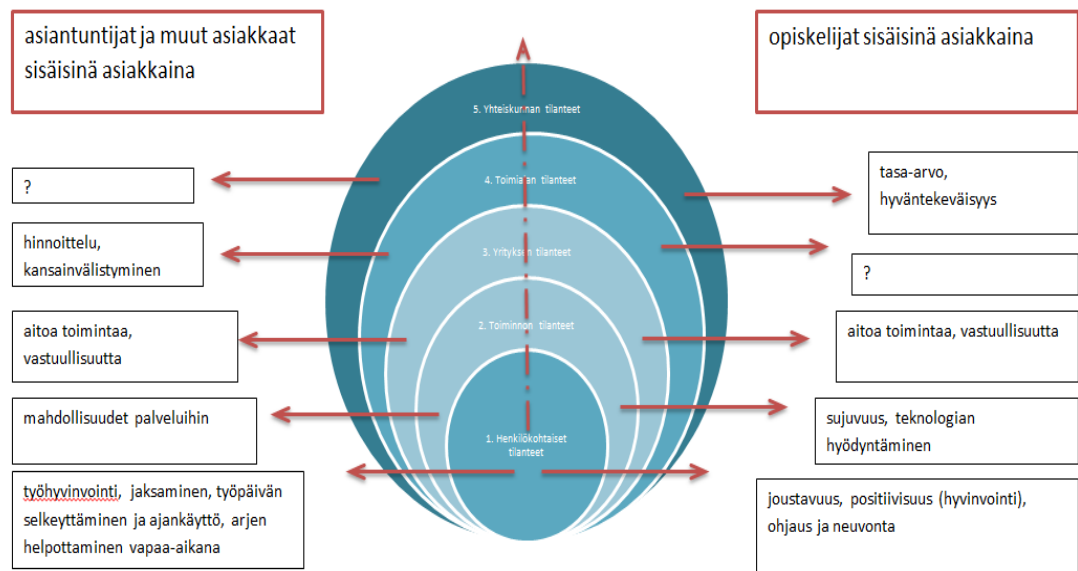 asiantuntijat ja muut asiakkaat
sisäisinä asiakkaina
opiskelijat sisäisinä asiakkaina
5. Yhteiskunnan tilanteet
4. Toimialan tilanteet
3. Yrityksen tilanteet
2. Toiminnon tilanteet
1. Henkilökohtaiset
tilanteet
?
hinnoittelu,
kansainvälistyminen
aitoa toimintaa,
vastuullisuutta
mahdollisuudet palveluihin
työhyvinvointi, jaksaminen, työpäivän
selkeyttäminen ja ajankäyttö, arjen
helpottaminen vapaa-aikana
tasa-arvo,
hyväntekeväisyys
?
aitoa toimintaa, vastuullisuutta
sujuvuus, teknologian
hyödyntäminen
joustavuus, positiivisuus (hyvinvointi),
ohjaus ja neuvonta